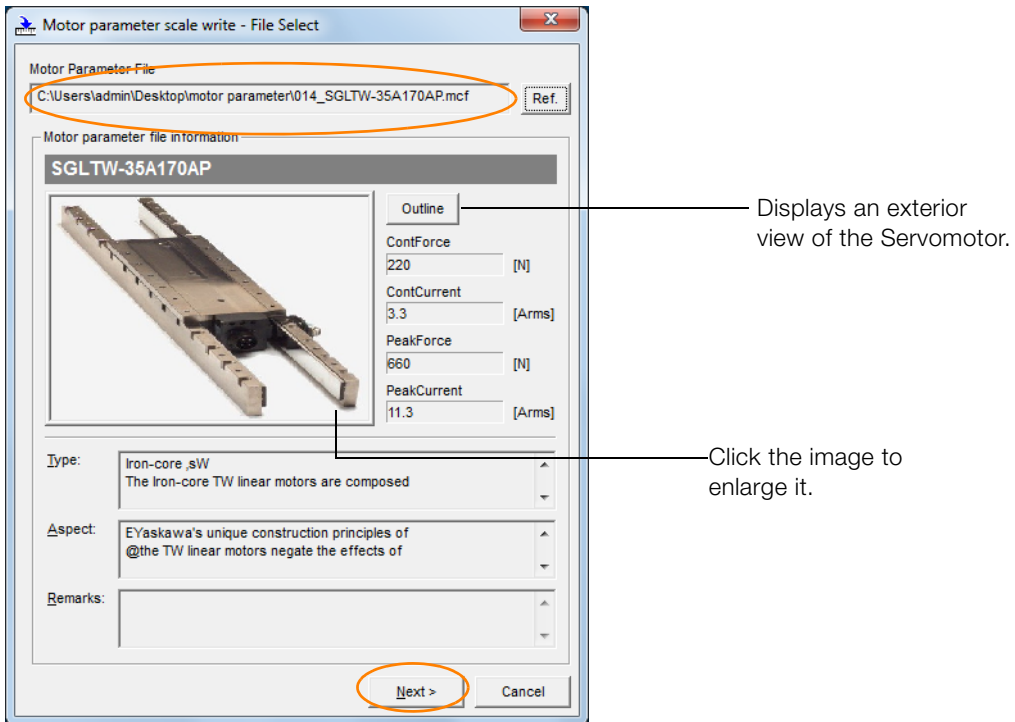 Motor parameter scale write - File Select
Motor Parameter File
C:\Users\admin\Desktop\motor parameter\014_SGLTW-35A170AP.mcf
Ref.
Motor parameter file information
SGLTW-35A170AP
Outline
Displays an exterior
view of the Servomotor.
ContForce
220 [N]
ContCurrent
3.3 [Arms]
PeakForce
660 [N]
PeakCurrent
11.3 [Arms]
Click the image to
enlarge it.
Type:
Iron-core ,sW
The Iron-core TW linear motors are composed
Aspect:
EYaskawa's unique construction principles of
@the TW linear motors negate the effects of
Remarks:
Next >
Cancel